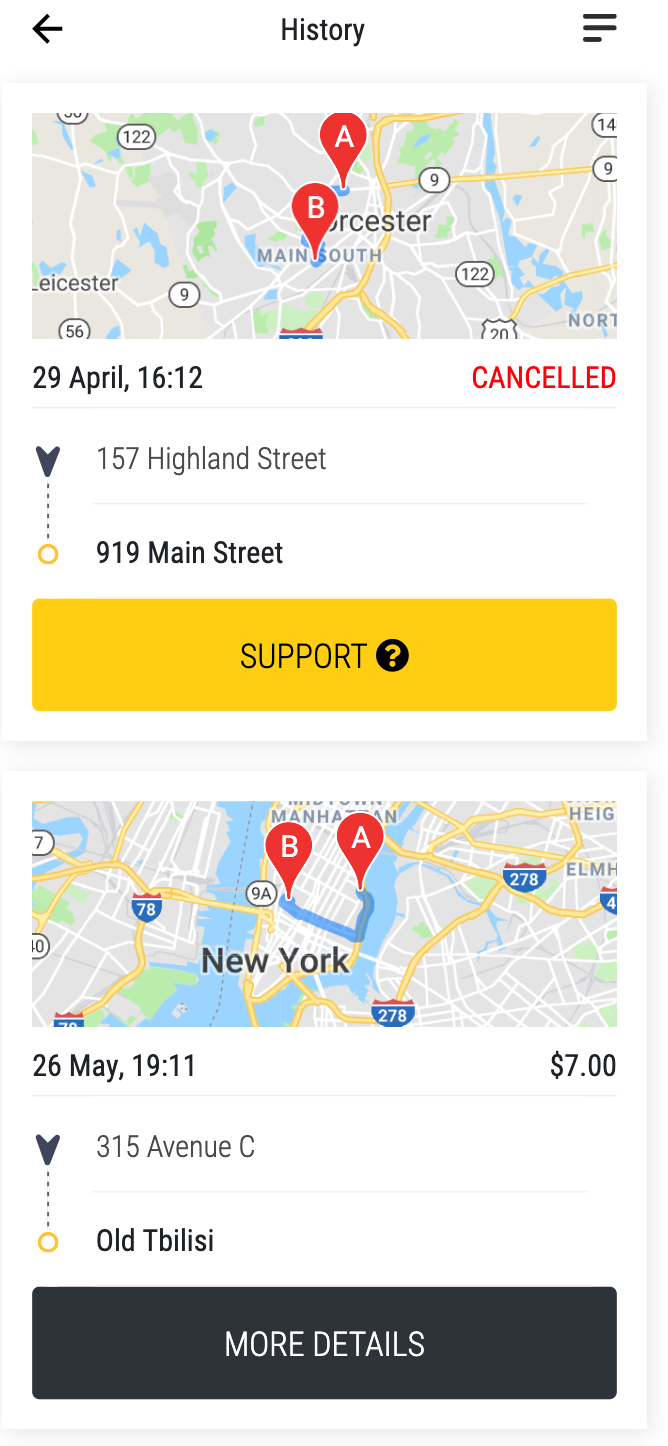 History
122
A
14
9
9
B
orcester
MAIN SOUTH
122
Leicester
9
56
20
NORT
29 April, 16:12
CANCELLED
157 Highland Street
919 Main Street
SUPPORT ?
MIDTOWN
MANHATTAN
HEIG
7
B
A
278
ELMH
9A
78
4
40
New York
278
78
26 May, 19:11
$7.00
315 Avenue C
Old Tbilisi
MORE DETAILS